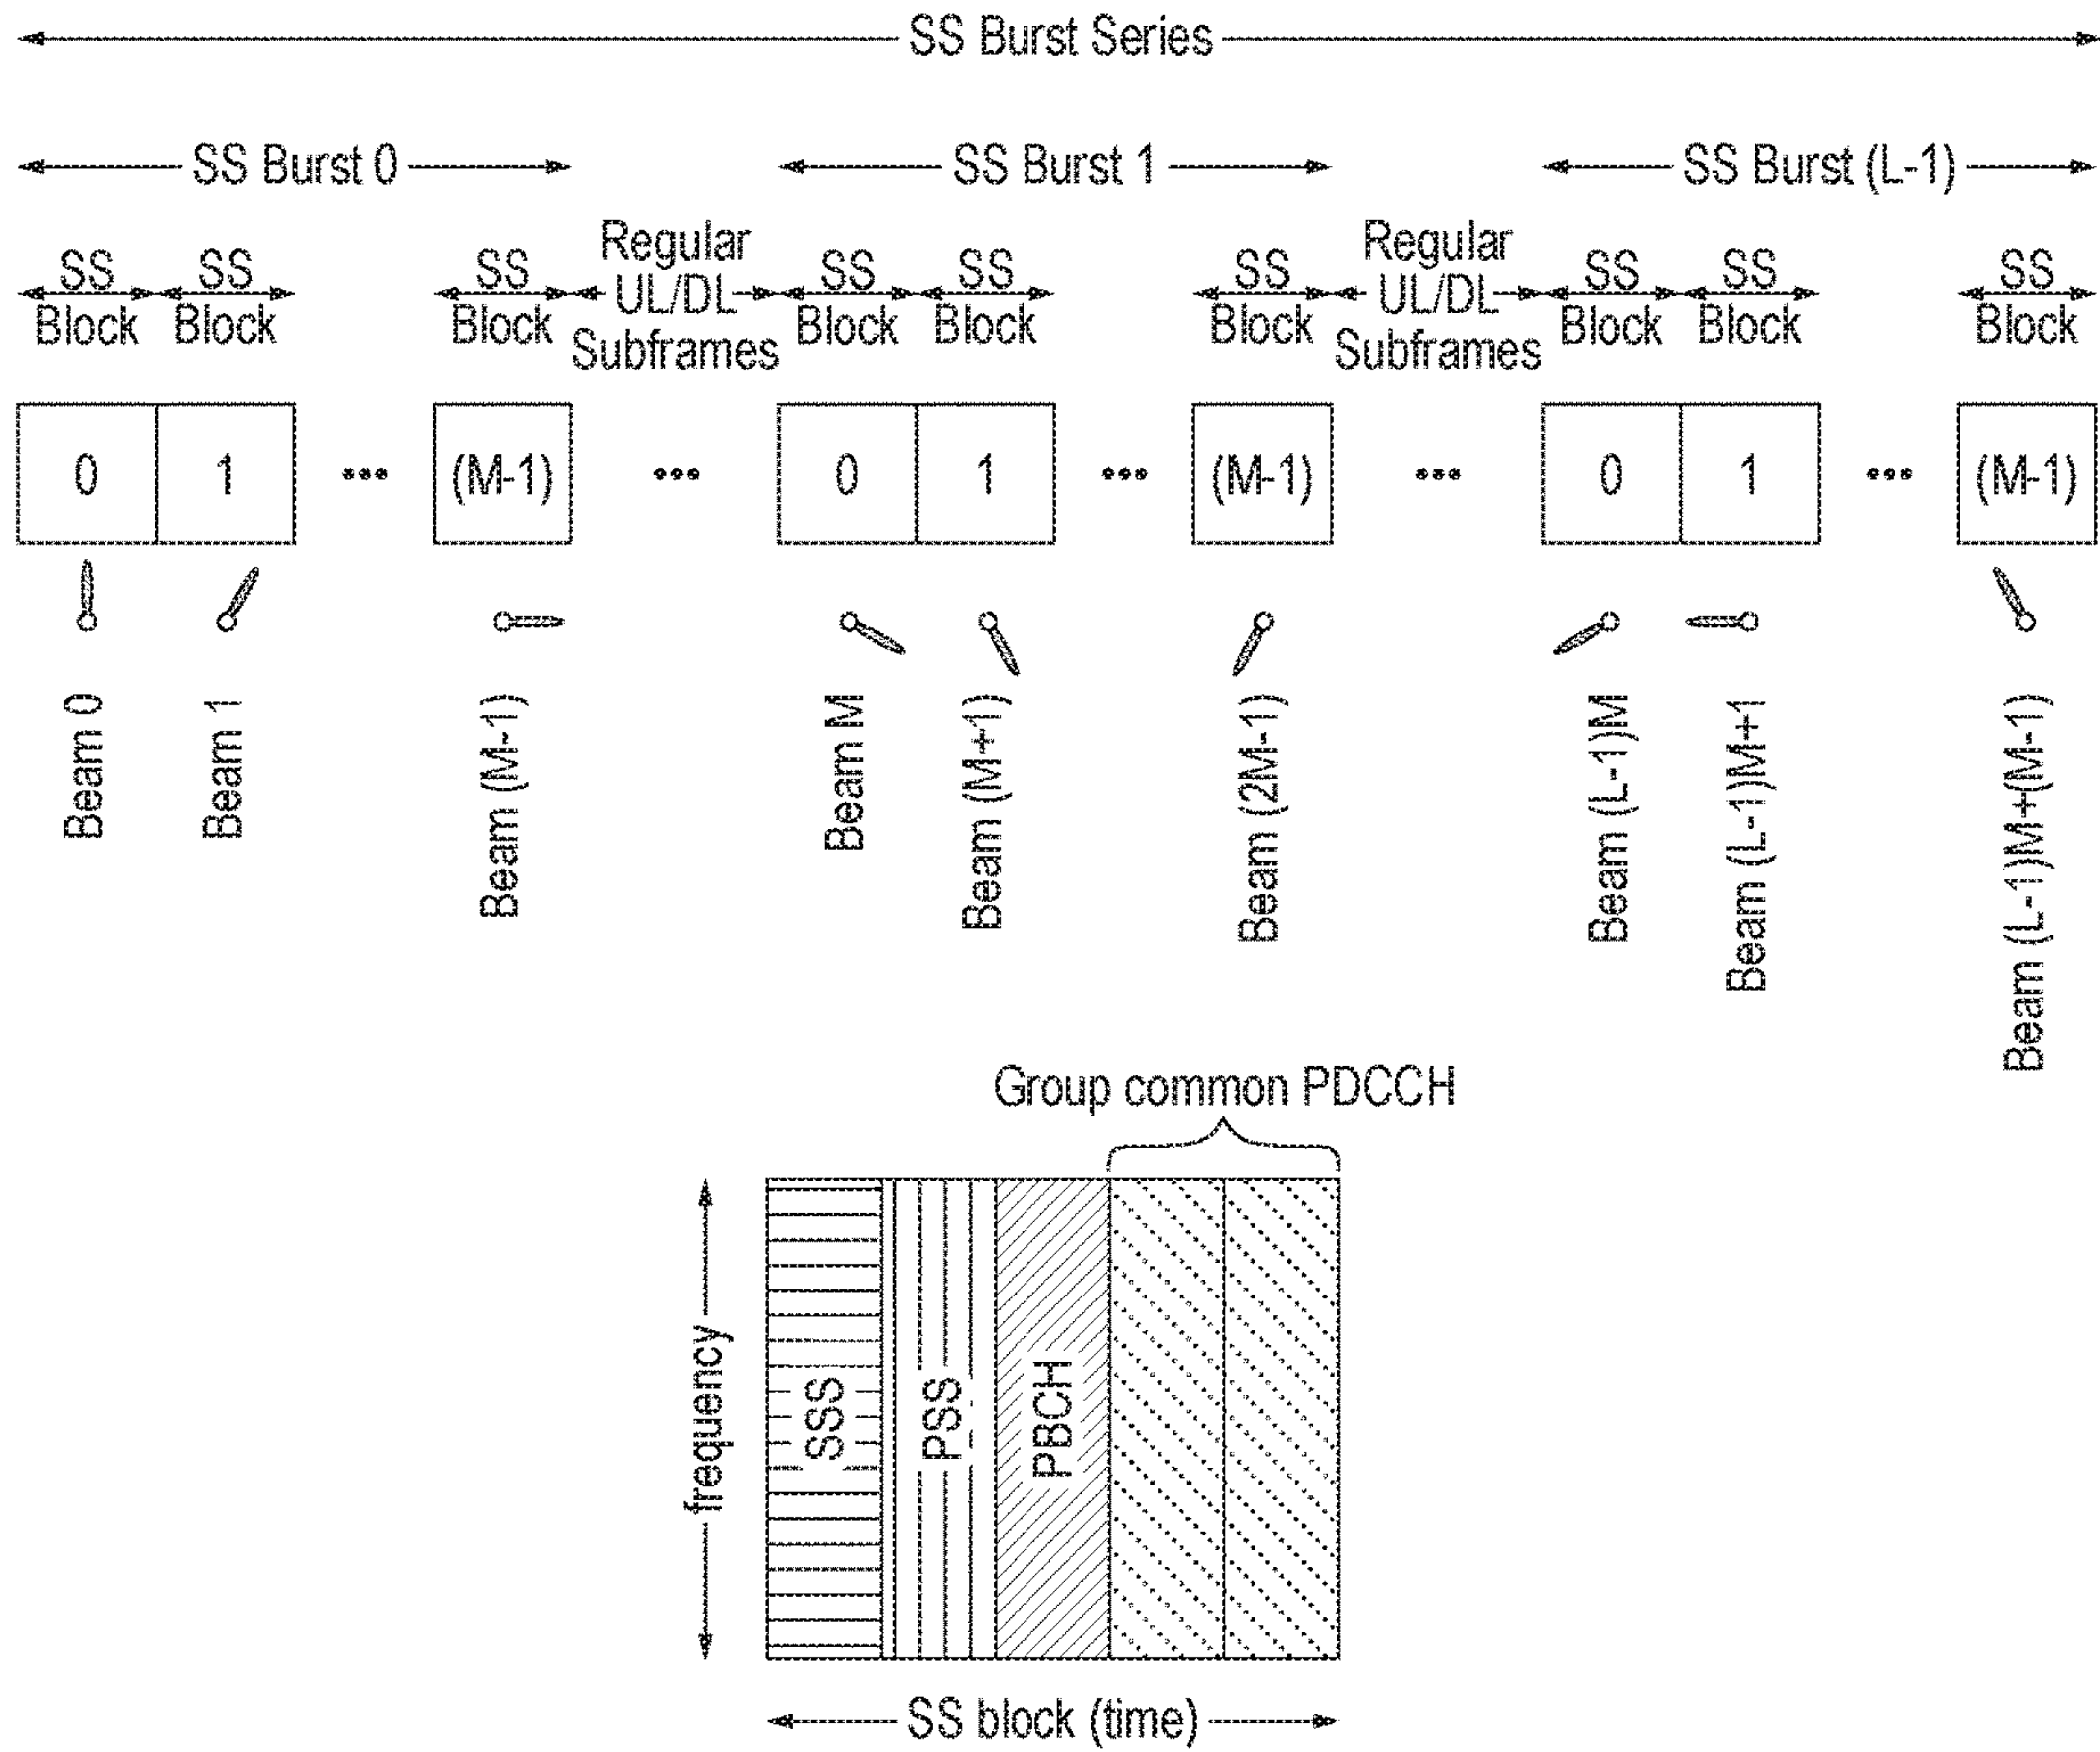 SS Burst Series
SS Burst 0
SS Burst 1
SS Burst (L-1)
SS
Block
SS
Block
SS
Block
Regular
UL/DL
Subframes
SS
Block
SS
Block
SS
Block
Regular
UL/DL
Subframes
SS
Block
SS
Block
SS
Block
0
1
...
(M-1)
...
0
1
...
(M-1)
...
0
1
...
(M-1)
Beam 0
Beam 1
Beam (M-1)
Beam M
Beam (M+1)
Beam (2M-1)
Beam (L-1)M
Beam (L-1)M+1
Beam (L-1)M+(M-1)
Group common PDCCH
frequency
SSS
PSS
PBCH
SS block (time)